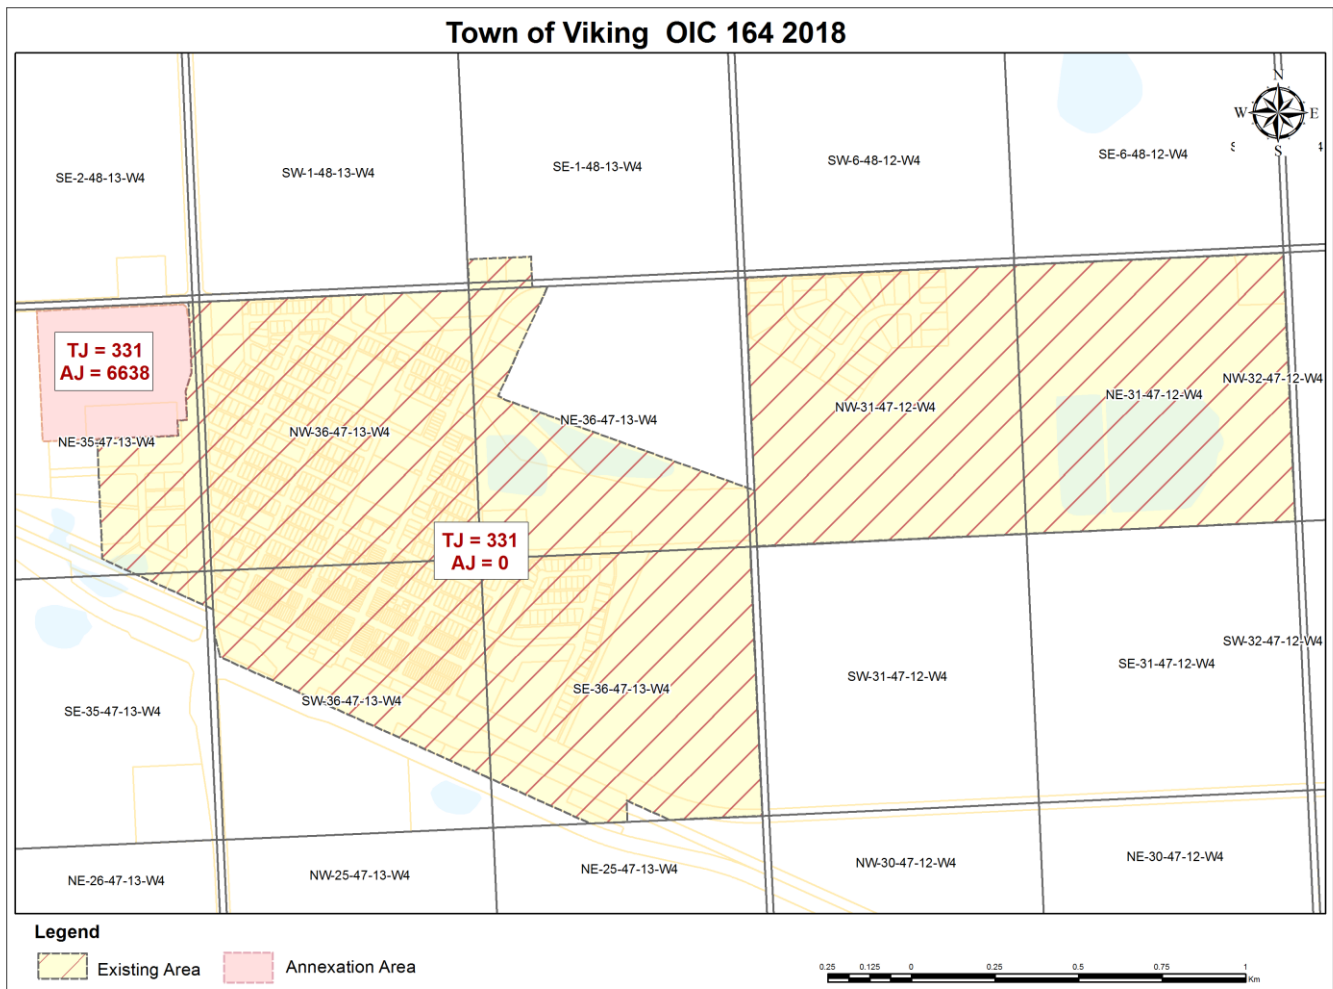 Town of Viking  OIC 164 2018
N
W E
S
SE-2-48-13-W4
SW-1-48-13-W4
SE-1-48-13-W4
SW-6-48-12-W4
SE-6-48-12-W4
TJ = 331
AJ = 6638
NE-35-47-13-W4
NW-36-47-13-W4
NE-36-47-13-W4
NW-31-47-12-W4
NE-31-47-12-W4
NW-32-47-12-W4
TJ = 331
AJ = 0
SE-35-47-13-W4
SW-36-47-13-W4
SE-36-47-13-W4
SW-31-47-12-W4
SE-31-47-12-W4
SW-32-47-12-W4
NE-26-47-13-W4
NW-25-47-13-W4
NE-25-47-13-W4
NW-30-47-12-W4
NE-30-47-12-W4
Legend
Existing Area
Annexation Area
0.25 0.125 0 0.25 0.5 0.75 1
Km